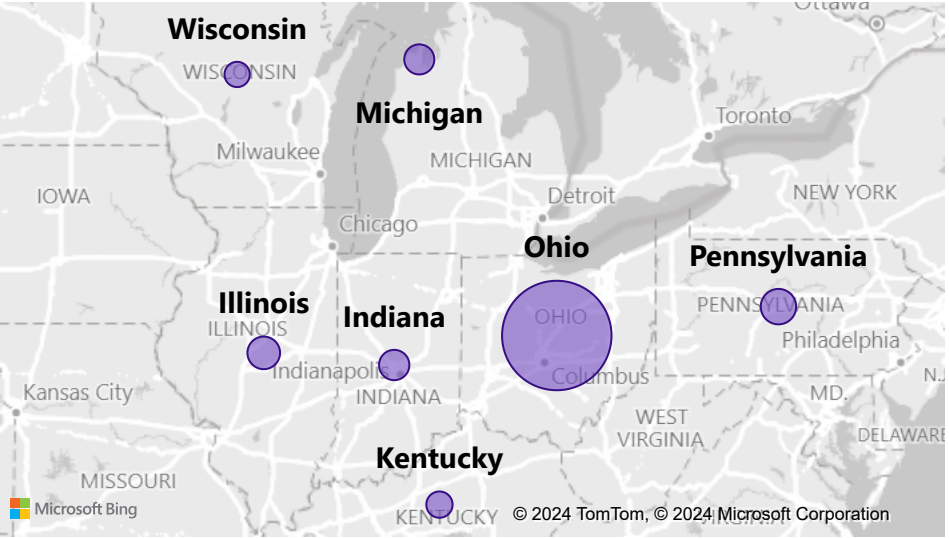 Ottawa
Wisconsin
WISCONSIN
Michigan
Toronto
Milwaukee
MICHIGAN
IOWA
Detroit
NEW YORK
Chicago
Ohio
Pennsylvania
Illinois
Indiana
PENNSYLVANIA
OHIO
ILLINOIS
Philadelphia
Indianapolis
Columbus
N.J.
Kansas City
INDIANA
MD.
WEST
VIRGINIA
DELAWARE
Kentucky
MISSOURI
Microsoft Bing
KENTUCKY
© 2024 TomTom, © 2024 Microsoft Corporation
VIRGINIA